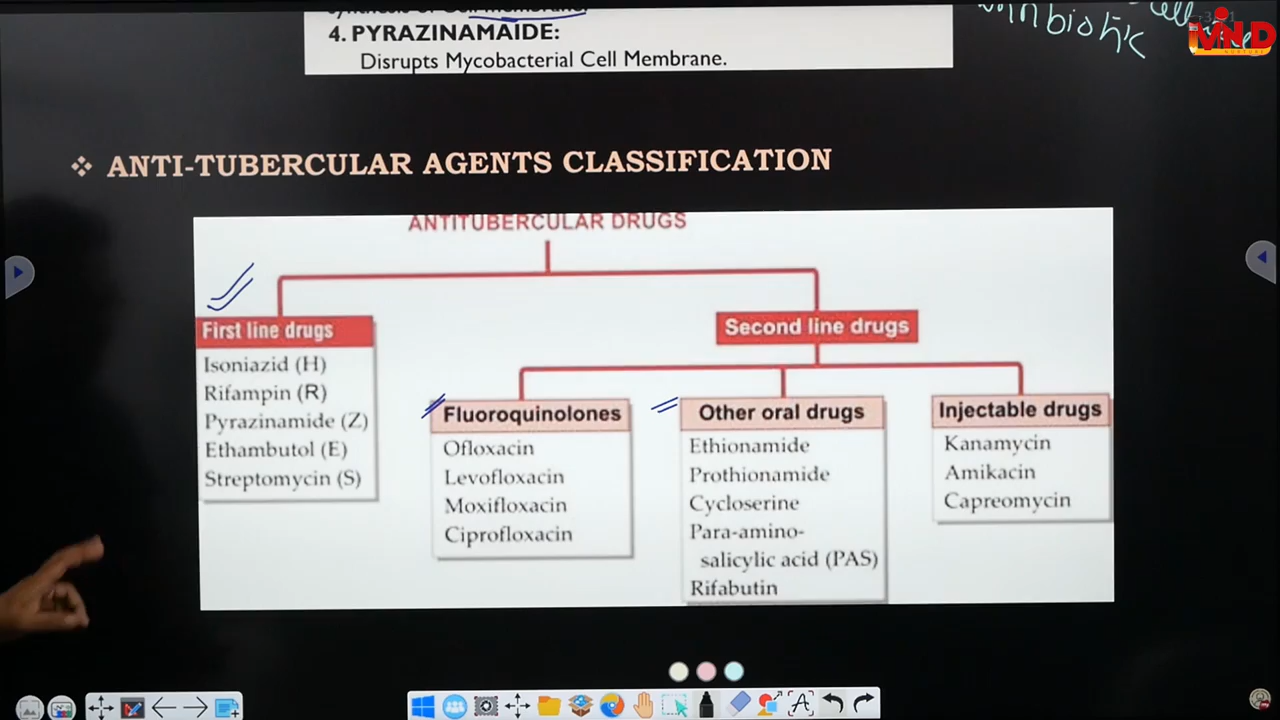 4. PYRAZINAMAIDE:
Disrupts Mycobacterial Cell Membrane.
MIND
NURTURE
❖ ANTI-TUBERCULAR AGENTS CLASSIFICATION
ANTITUBERCULAR DRUGS
First line drugs
Isoniazid (H)
Rifampin (R)
Pyrazinamide (Z)
Ethambutol (E)
Streptomycin (S)
Second line drugs
Fluoroquinolones
Ofloxacin
Levofloxacin
Moxifloxacin
Ciprofloxacin
Other oral drugs
Ethionamide
Prothionamide
Cycloserine
Para-amino-
salicylic acid (PAS)
Rifabutin
Injectable drugs
Kanamycin
Amikacin
Capreomycin